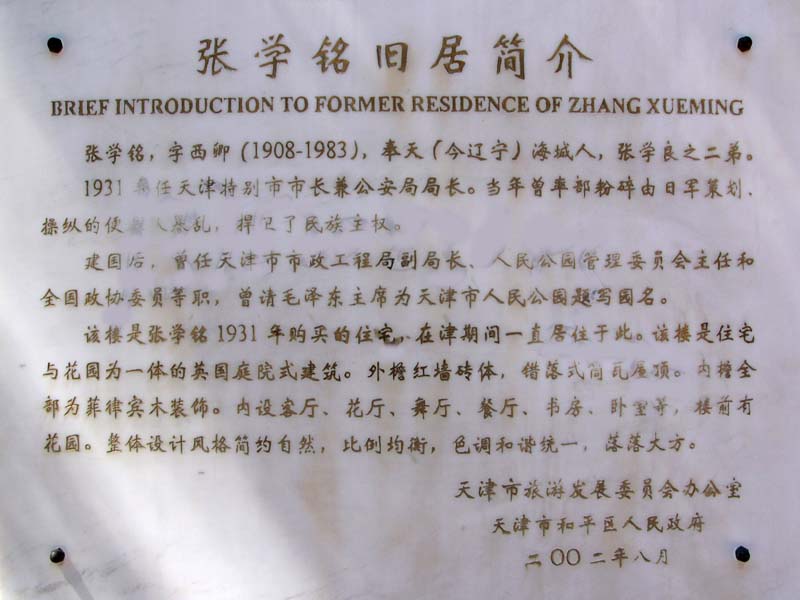 张学铭旧居简介
BRIEF INTRODUCTION TO FORMER RESIDENCE OF ZHANG XUEMING
张学铭，字西卿（1908-1983），奉天（今辽宁）海城人，张学良之二弟。
1931 任天津特别市市长兼公安局局长。当年曾率部粉碎由日军策划、
操纵的便 暴乱，捍卫了民族主权。
建国后，曾任天津市市政工程局副局长、人民公园管理委员会主任和
全国政协委员等职，曾请毛泽东主席为天津市人民公园题写园名。
该楼是张学铭1931年购买的住宅，在津期间一直居住于此。该楼是住宅
与花园为一体的英国庭院式建筑。外檐红墙砖体，错落式筒瓦屋顶。内檐全
部为菲律宾木装饰。内设客厅、花厅、舞厅、餐厅、书房、卧室等，楼前有
花园。整体设计风格简约自然，比例均衡，色调和谐统一，落落大方。
天津市旅游发展委员会办公室
天津市和平区人民政府
二〇〇二年八月